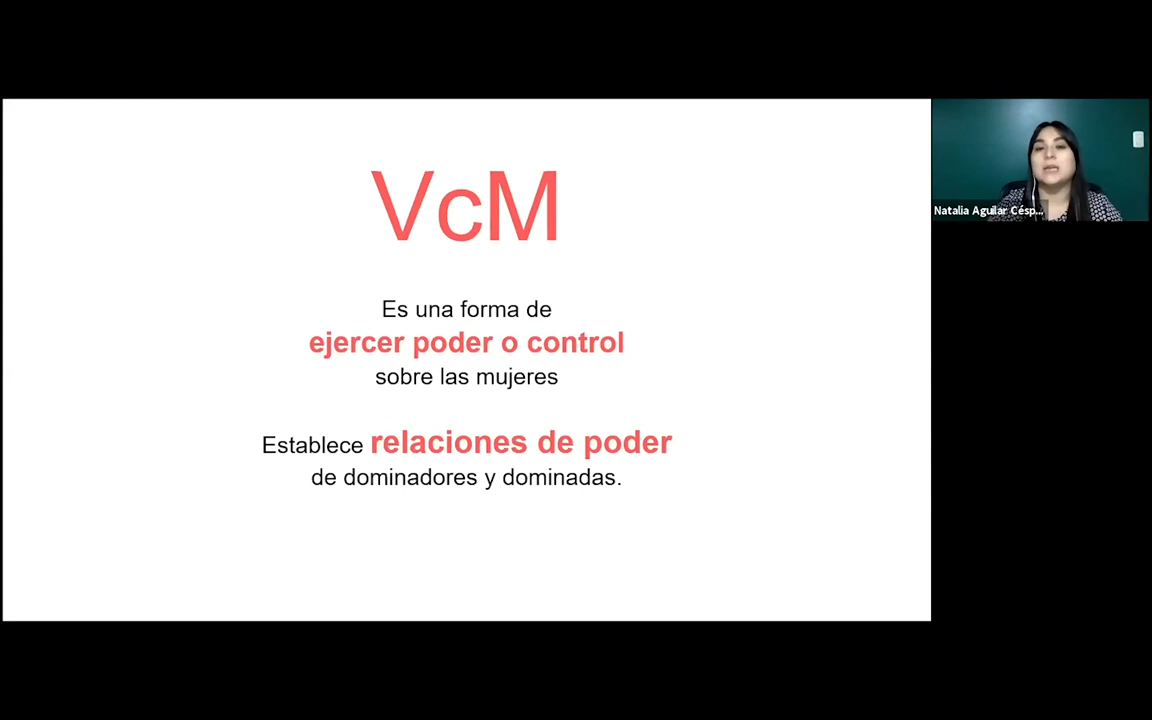 VcM
Es una forma de
ejercer poder o control
sobre las mujeres
Establece relaciones de poder
de dominadores y dominadas.
Natalia Aguilar Césp...